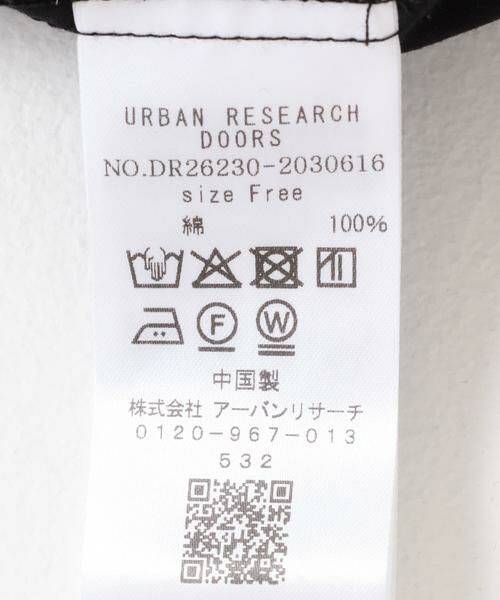 URBAN RESEARCH
DOORS
NO.DR26230-2030616
size Free
綿 100%
F W
中国製
株式会社 アーバンリサーチ
0120-967-013
532